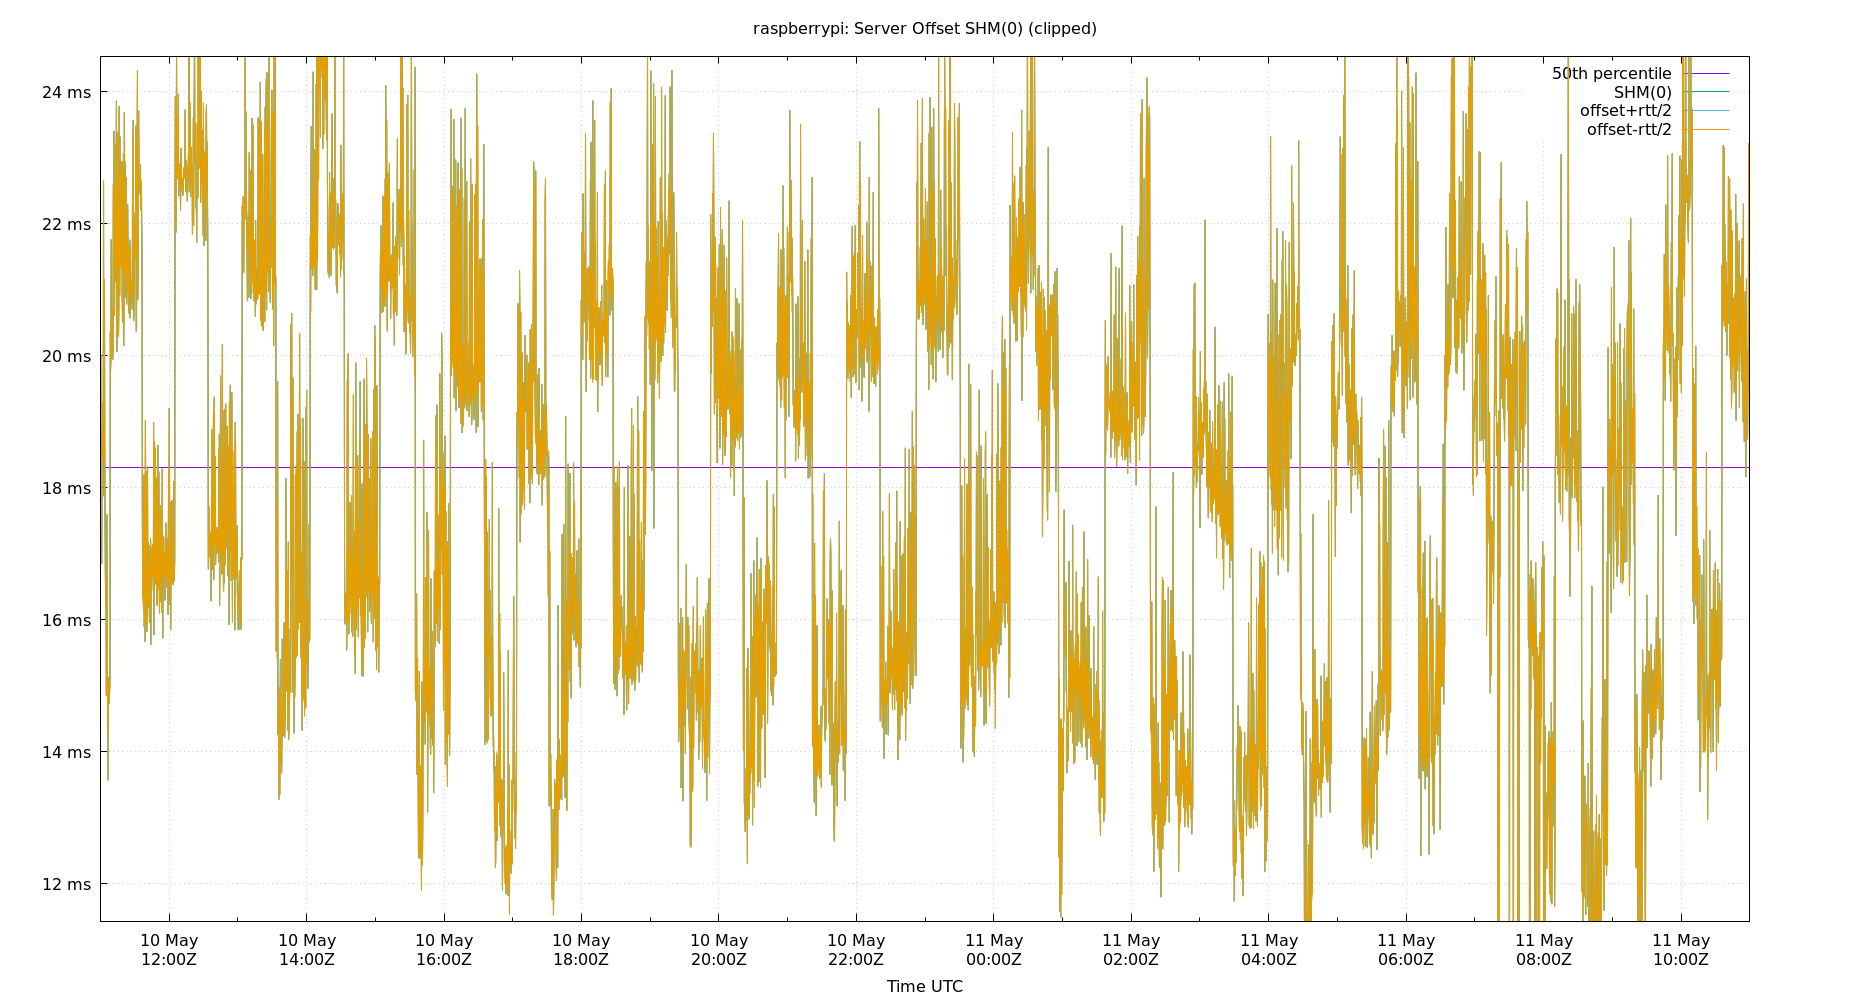 raspberrypi: Server Offset SHM(0) (clipped)
50th percentile
SHM(0)
offset+rtt/2
offset-rtt/2
24 ms
22 ms
20 ms
18 ms
16 ms
14 ms
12 ms
10 May 10 May 10 May 10 May 10 May 10 May 11 May 11 May 11 May 11 May 11 May 11 May
12:00Z 14:00Z 16:00Z 18:00Z 20:00Z 22:00Z 00:00Z 02:00Z 04:00Z 06:00Z 08:00Z 10:00Z
Time UTC